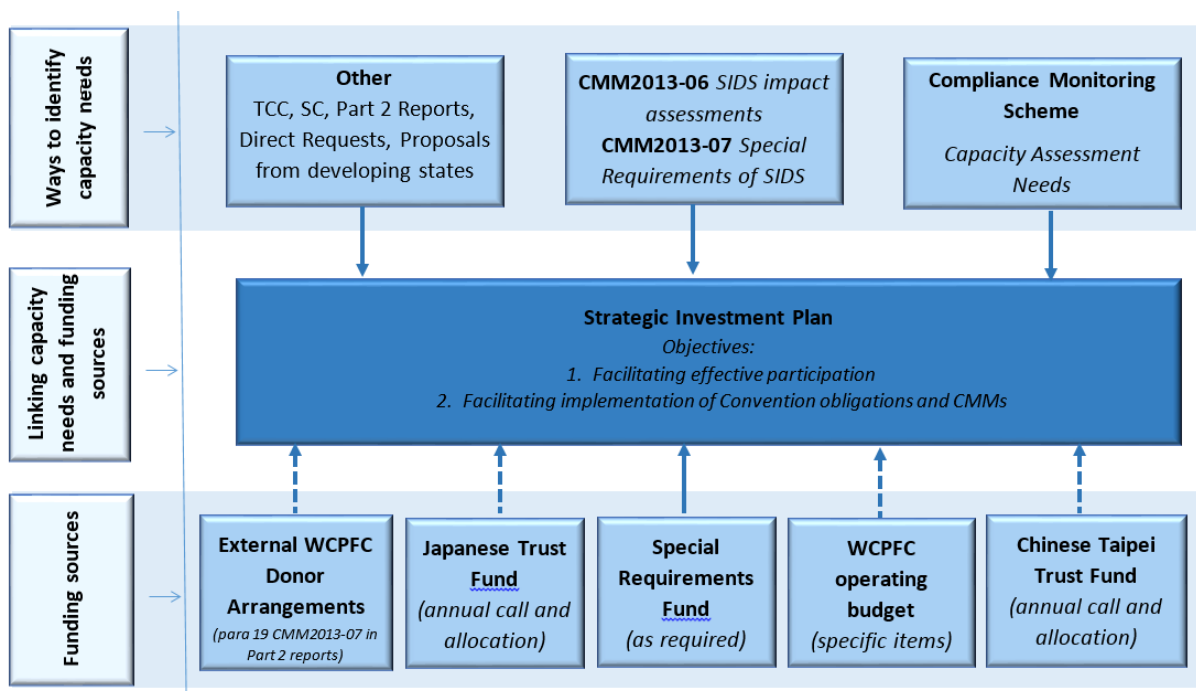 Ways to identify
capacity needs
Other
TCC, SC, Part 2 Reports,
Direct Requests, Proposals
from developing states
CMM2013-06 SIDS impact
assessments
CMM2013-07 Special
Requirements of SIDS
Compliance Monitoring
Scheme
Capacity Assessment
Needs
Linking capacity
needs and funding
sources
Strategic Investment Plan
Objectives:
1. Facilitating effective participation
2. Facilitating implementation of Convention obligations and CMMs
Funding sources
External WCPFC
Donor
Arrangements
(para 19 CMM2013-07 in
Part 2 reports)
Japanese Trust
Fund
(annual call and
allocation)
Special
Requirements
Fund
(as required)
WCPFC
operating
budget
(specific items)
Chinese Taipei
Trust Fund
(annual call and
allocation)